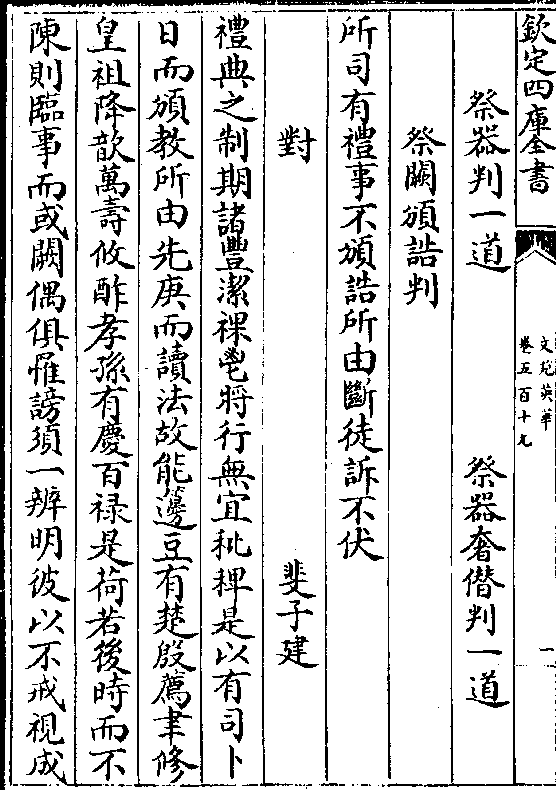 欽定四庫全書
文苑英華
卷五百十九
一
祭器判一道　祭器奢僭判一道
祭闕頒誥判
所司有禮事不頒誥所由斷徒訴不伏
對　斐子建
禮典之制期諸豐潔祼鬯將行無宜秕稗是以有司卜
日而頒教所由先庚而讀法故能籩豆有楚殷薦聿修
皇祖降歆萬壽攸酢孝孫有慶百祿是荷若後時而不
陳則臨事而或闕偶俱罹謗須一辨明彼以不戒視成